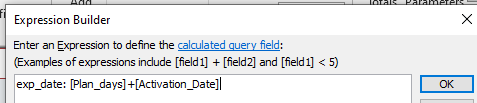 Add
Totals Parameters
Expression Builder
Enter an Expression to define the calculated query field:
(Examples of expressions include [field1] + [field2] and [field1] < 5)
exp_date: [Plan_days]+[Activation_Date]
OK